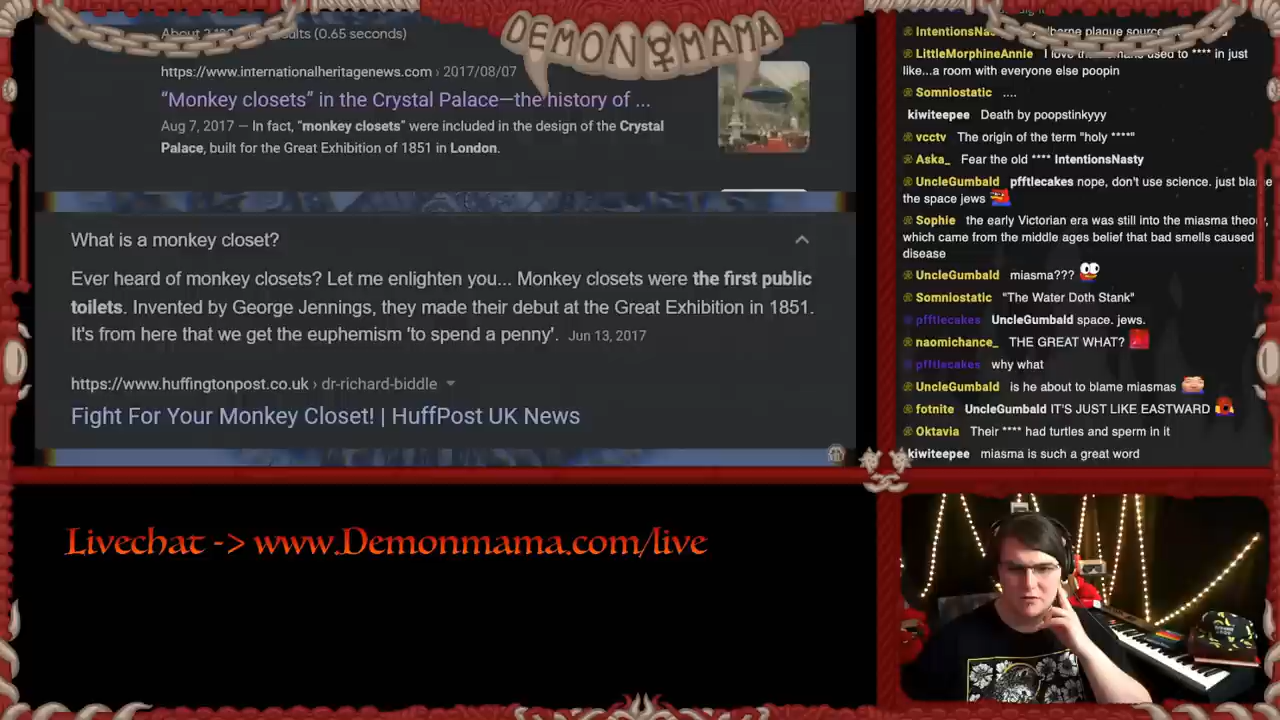 DEMON MAMA
(0.65 seconds)
https://www.internationalheritagenews.com › 2017/08/07
“Monkey closets” in the Crystal Palace—the history of ...
Aug 7, 2017 — In fact, “monkey closets” were included in the design of the Crystal
Palace, built for the Great Exhibition of 1851 in London.
What is a monkey closet?
Ever heard of monkey closets? Let me enlighten you... Monkey closets were the first public
toilets. Invented by George Jennings, they made their debut at the Great Exhibition in 1851.
It's from here that we get the euphemism 'to spend a penny'. Jun 13, 2017
https://www.huffingtonpost.co.uk › dr-richard-biddle
Fight For Your Monkey Closet! | HuffPost UK News
Livechat -> www.Demonmama.com/live
plague
LittleMorphineAnnie I used to **** in just
like...a room with everyone else poopin
Somniostatic ....
kiwiteepee Death by poopstinkyyy
vcctv The origin of the term "holy ****"
Aska_ Fear the old **** IntentionsNasty
UncleGumbald pfftlecakes nope, don't use science. just blame
the space jews
Sophie the early Victorian era was still into the miasma theory,
which came from the middle ages belief that bad smells caused
disease
UncleGumbald miasma???
Somniostatic "The Water Doth Stank"
pfftlecakes UncleGumbald space. jews.
naomichance_ THE GREAT WHAT?
pfftlecakes why what
UncleGumbald is he about to blame miasmas
fotnite UncleGumbald IT'S JUST LIKE EASTWARD
Oktavia Their **** had turtles and sperm in it
kiwiteepee miasma is such a great word